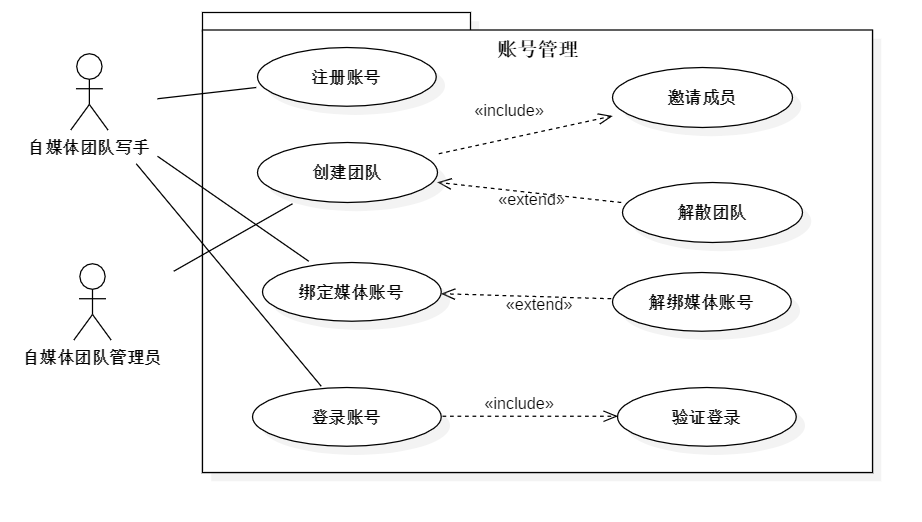 账号管理
注册账号
邀请成员
«include»
自媒体团队写手
创建团队
«extend»
解散团队
绑定媒体账号
«extend»
解绑媒体账号
自媒体团队管理员
登录账号
«include»
验证登录